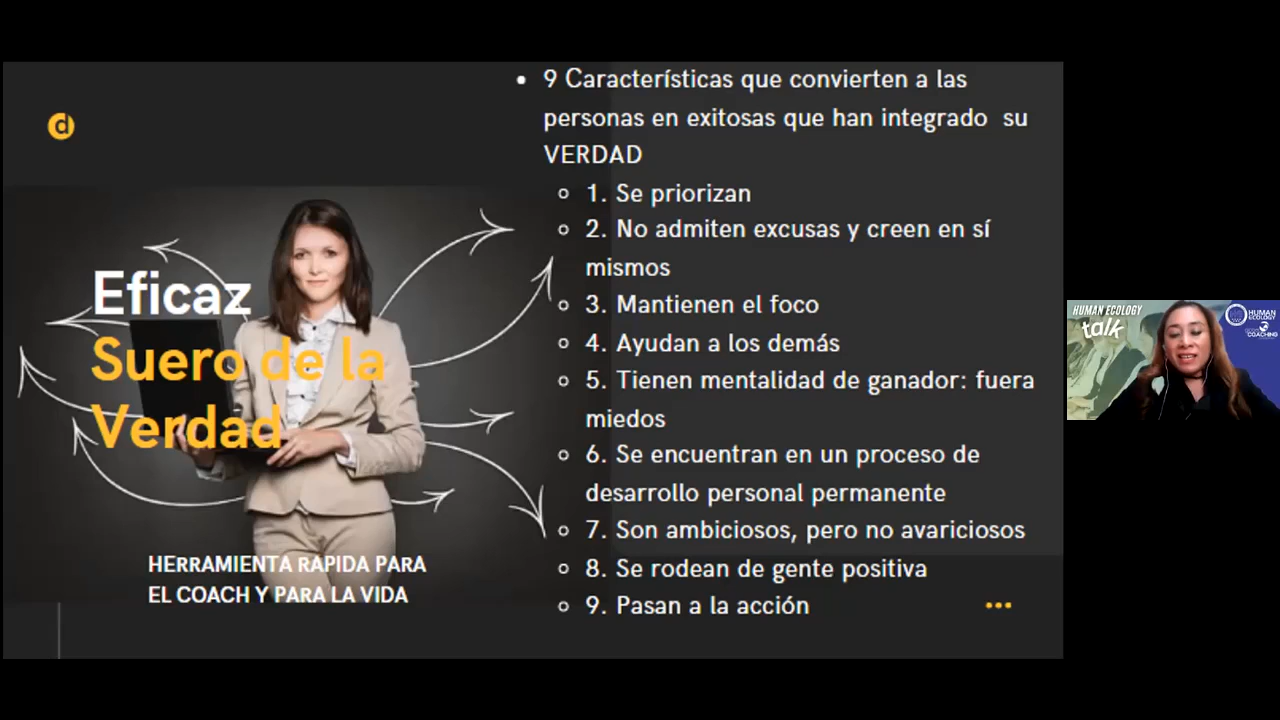 d
Eficaz
Suero de la
Verdad
HERRAMIENTA RAPIDA PARA
EL COACH Y PARA LA VIDA
• 9 Características que convierten a las
personas en exitosas que han integrado su
VERDAD
1. Se priorizan
2. No admiten excusas y creen en sí
mismos
3. Mantienen el foco
4. Ayudan a los demás
5. Tienen mentalidad de ganador: fuera
miedos
6. Se encuentran en un proceso de
desarrollo personal permanente
7. Son ambiciosos, pero no avariciosos
8. Se rodean de gente positiva
9. Pasan a la acción
HUMAN ECOLOGY
talk
HUMAN
ECOLOGY
COACHING